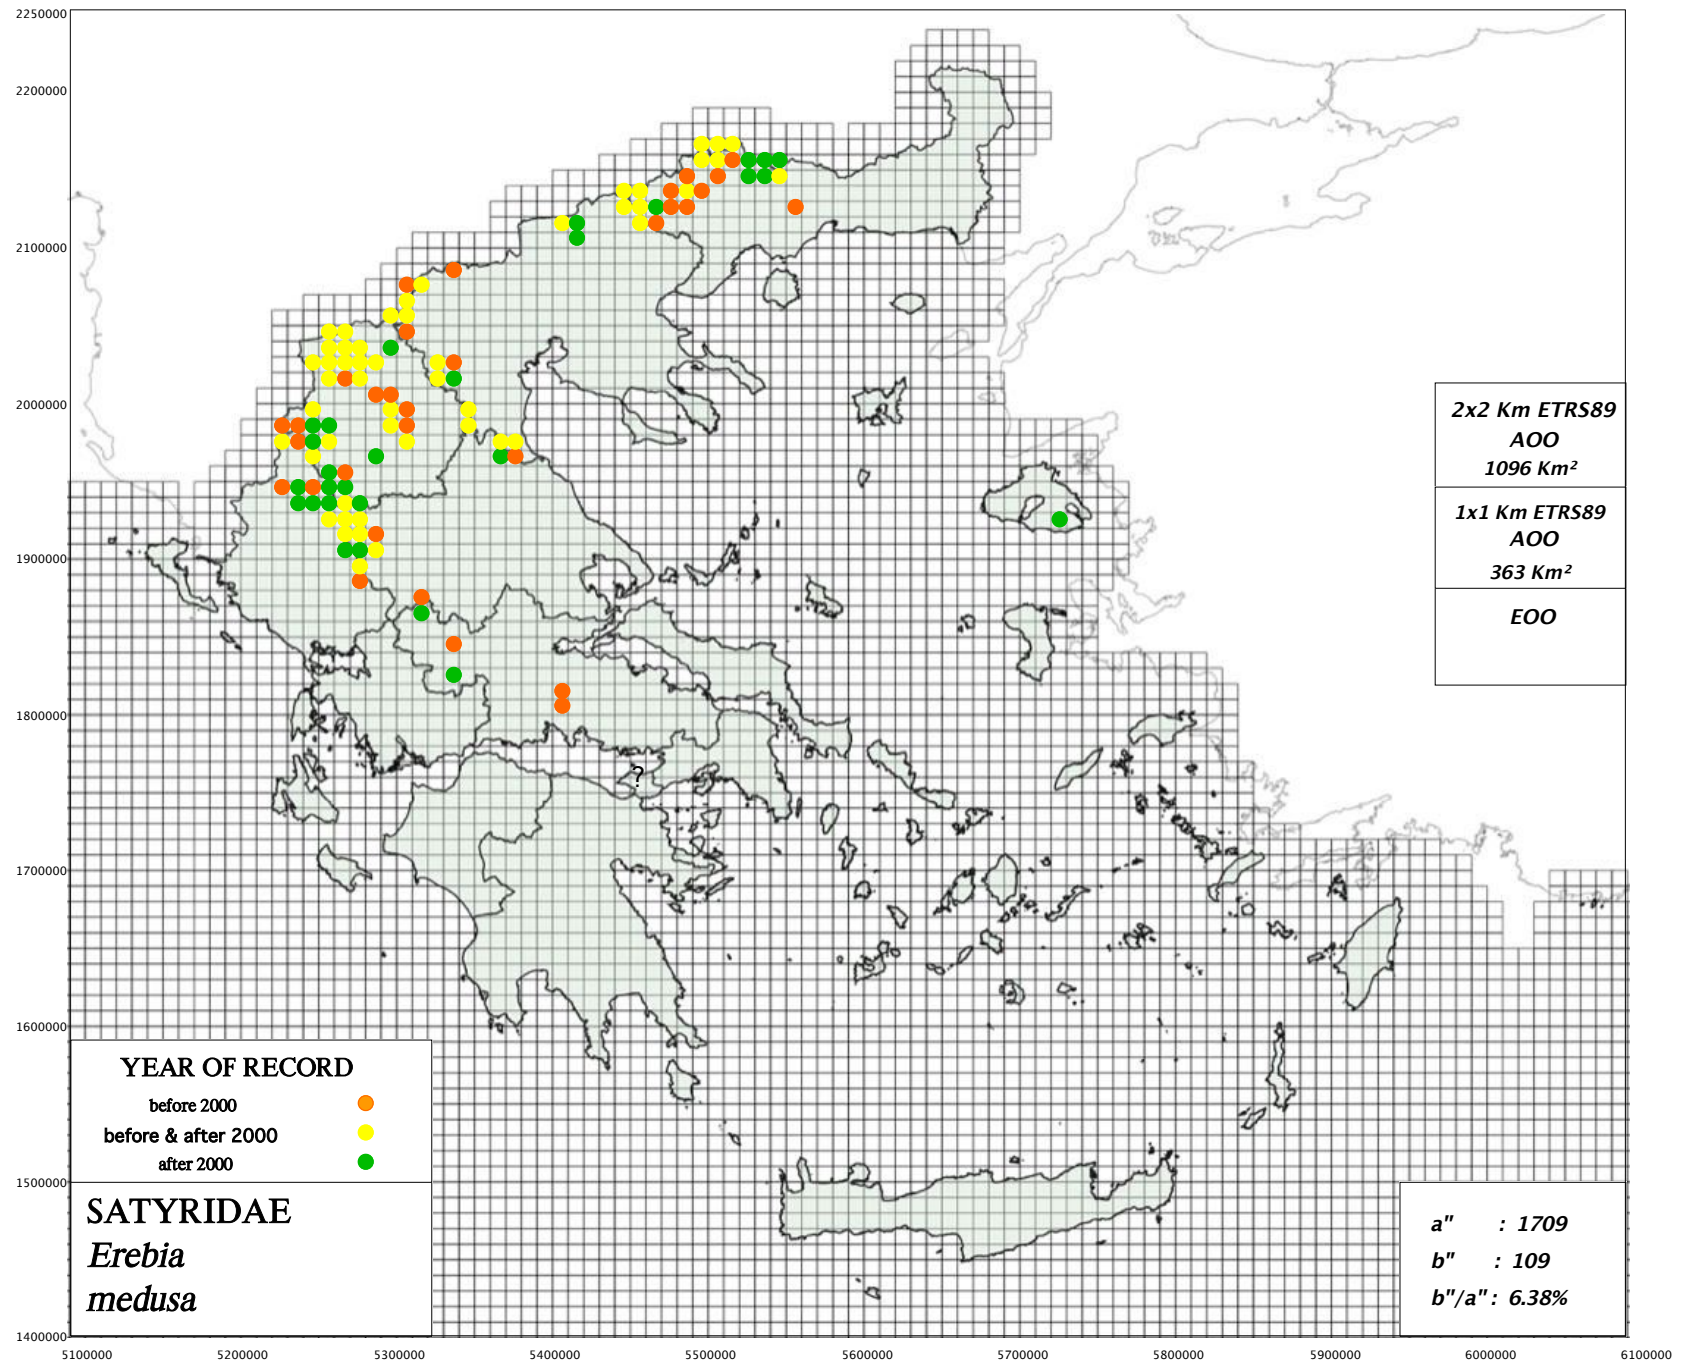 2250000
2200000
2100000
2000000
1900000
1800000
1700000
1600000
1500000
1400000
2x2 Km ETRS89
AOO
1096 Km²
1x1 Km ETRS89
AOO
363 Km²
EOO
?
YEAR OF RECORD
before 2000
before & after 2000
after 2000
SATYRIDAE
Erebia
medusa
a" : 1709
b" : 109
b"/a" : 6.38%
5100000 5200000 5300000 5400000 5500000 5600000 5700000 5800000 5900000 6000000 6100000